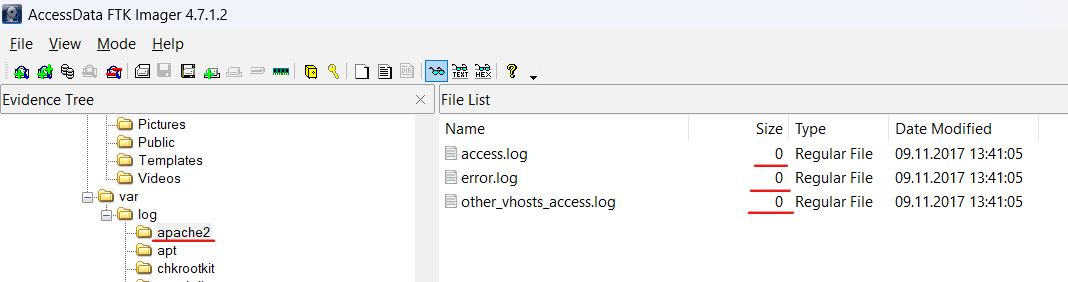 AccessData FTK Imager 4.7.1.2
File View Mode Help
TEXT HEX ?
Evidence Tree
Pictures
Public
Templates
Videos
var
log
apache2
apt
chkrootkit
File List
Name Size Type Date Modified
access.log 0 Regular File 09.11.2017 13:41:05
error.log 0 Regular File 09.11.2017 13:41:05
other_vhosts_access.log 0 Regular File 09.11.2017 13:41:05